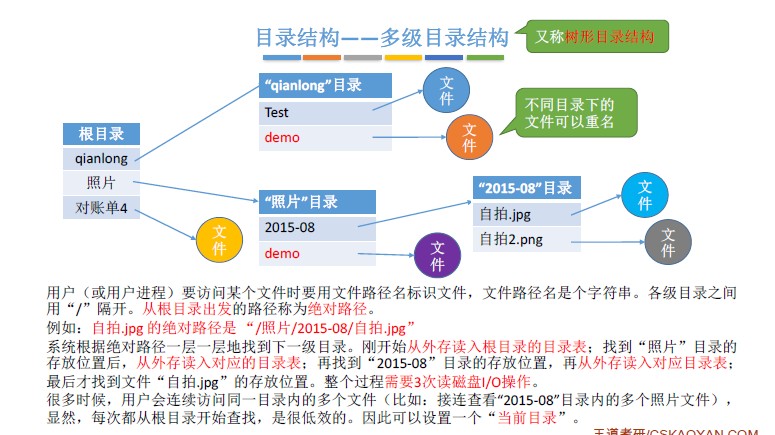 目录结构——多级目录结构
又称树形目录结构
"qianlong"目录
Test
demo
文件
文件
不同目录下的
文件可以重名
根目录
qianlong
照片
对账单4
文件
"照片"目录
2015-08
demo
文件
"2015-08"目录
自拍.jpg
自拍2.png
文件
文件
用户（或用户进程）要访问某个文件时要用文件路径名标识文件，文件路径名是个字符串。各级目录之间
用"/"隔开。从根目录出发的路径称为绝对路径。
例如：自拍.jpg 的绝对路径是 "/照片/2015-08/自拍.jpg"
系统根据绝对路径一层一层地找到下一级目录。刚开始从外存读入根目录的目录表；找到"照片"目录的
存放位置后，从外存读入对应的目录表；再找到"2015-08"目录的存放位置，再从外存读入对应目录表；
最后才找到文件"自拍.jpg"的存放位置。整个过程需要3次读磁盘I/O操作。
很多时候，用户会连续访问同一目录内的多个文件（比如：接连查看"2015-08"目录内的多个照片文件），
显然，每次都从根目录开始查找，是很低效的。因此可以设置一个"当前目录"。
王道考研/CSKAOYAN.COM